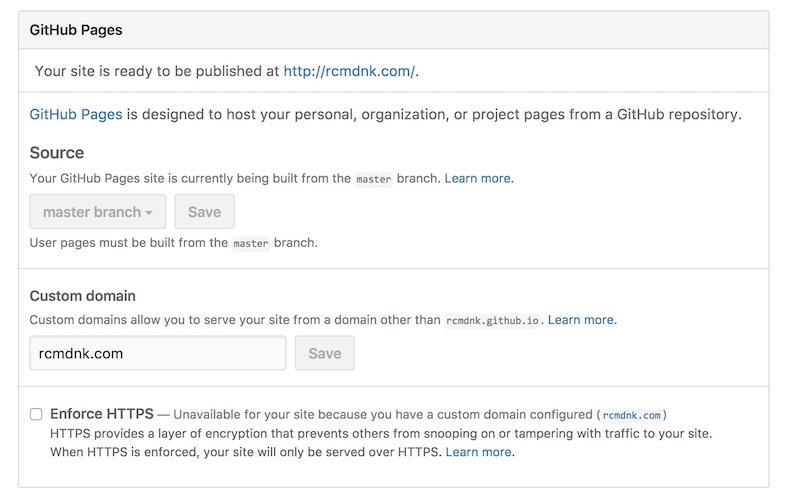 GitHub Pages
Your site is ready to be published at http://rcmdnk.com/.
GitHub Pages is designed to host your personal, organization, or project pages from a GitHub repository.
Source
Your GitHub Pages site is currently being built from the master branch. Learn more.
master branch Save
User pages must be built from the master branch.
Custom domain
Custom domains allow you to serve your site from a domain other than rcmdnk.github.io. Learn more.
rcmdnk.com Save
Enforce HTTPS — Unavailable for your site because you have a custom domain configured (rcmdnk.com)
HTTPS provides a layer of encryption that prevents others from snooping on or tampering with traffic to your site.
When HTTPS is enforced, your site will only be served over HTTPS. Learn more.